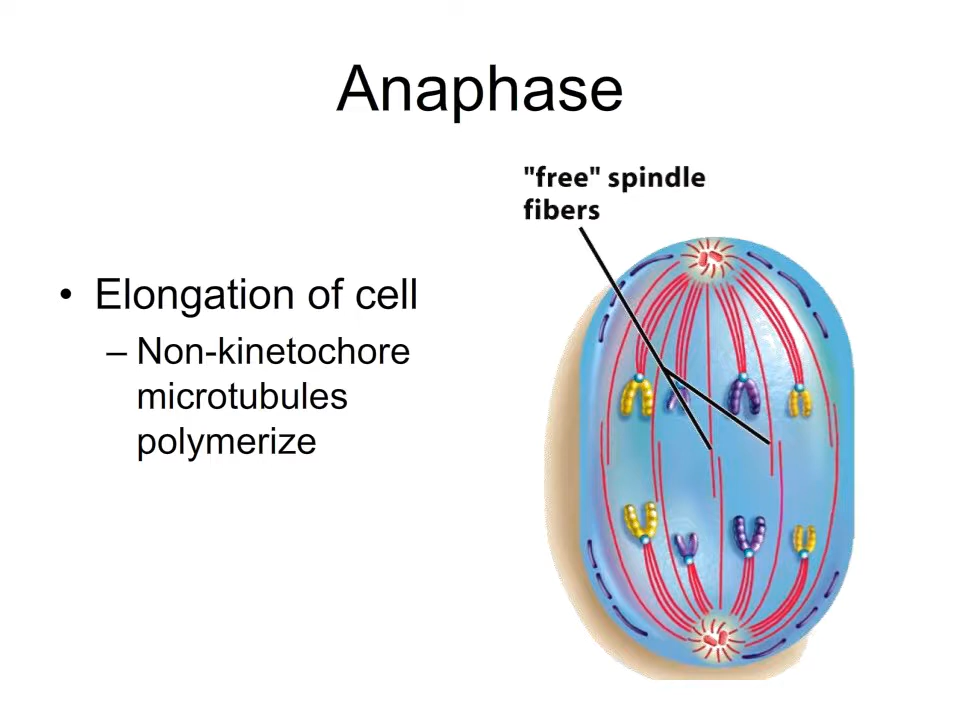 Anaphase
"free" spindle
fibers
• Elongation of cell
– Non-kinetochore
microtubules
polymerize